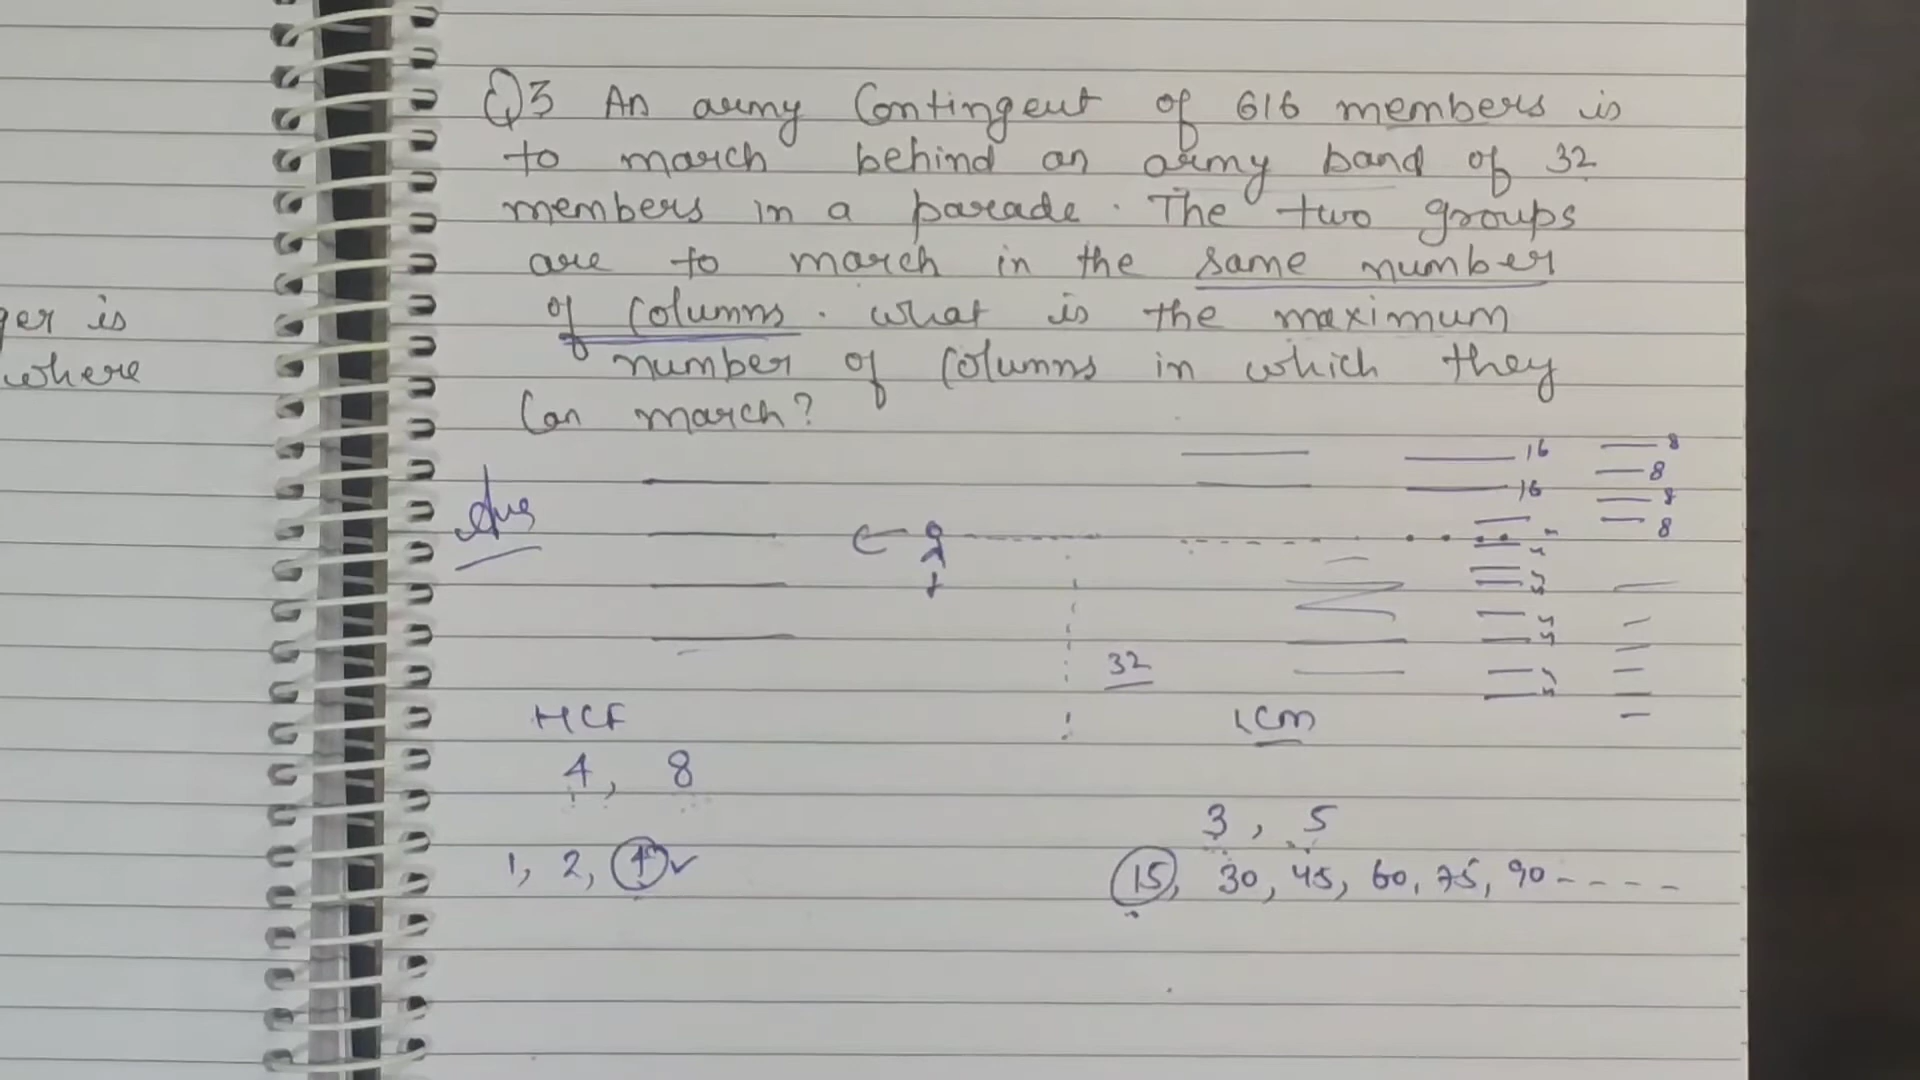 ger is
where
Q3 An army Contingent of 616 members is
to march behind an army band of 32
members in a parade. The two groups
are to march in the same number
of columns. what is the maximum
number of columns in which they
Can march?
Ans
16
16
8
8
8
8
32
HCF
LCM
4, 8
3, 5
1, 2, 4
15, 30, 45, 60, 75, 90 - - - -